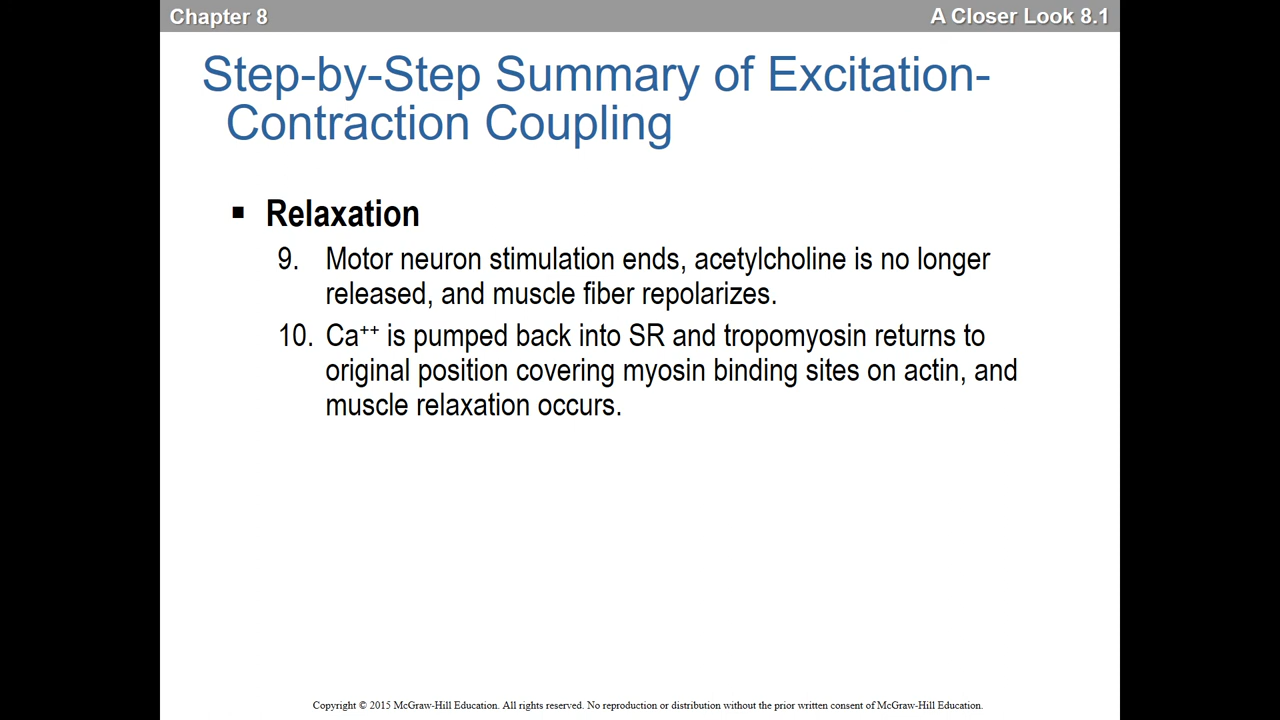 Chapter 8
A Closer Look 8.1
Step-by-Step Summary of Excitation-
Contraction Coupling
▪ Relaxation
9. Motor neuron stimulation ends, acetylcholine is no longer
released, and muscle fiber repolarizes.
10. Ca⁺⁺ is pumped back into SR and tropomyosin returns to
original position covering myosin binding sites on actin, and
muscle relaxation occurs.
Copyright © 2015 McGraw-Hill Education. All rights reserved. No reproduction or distribution without the prior written consent of McGraw-Hill Education.